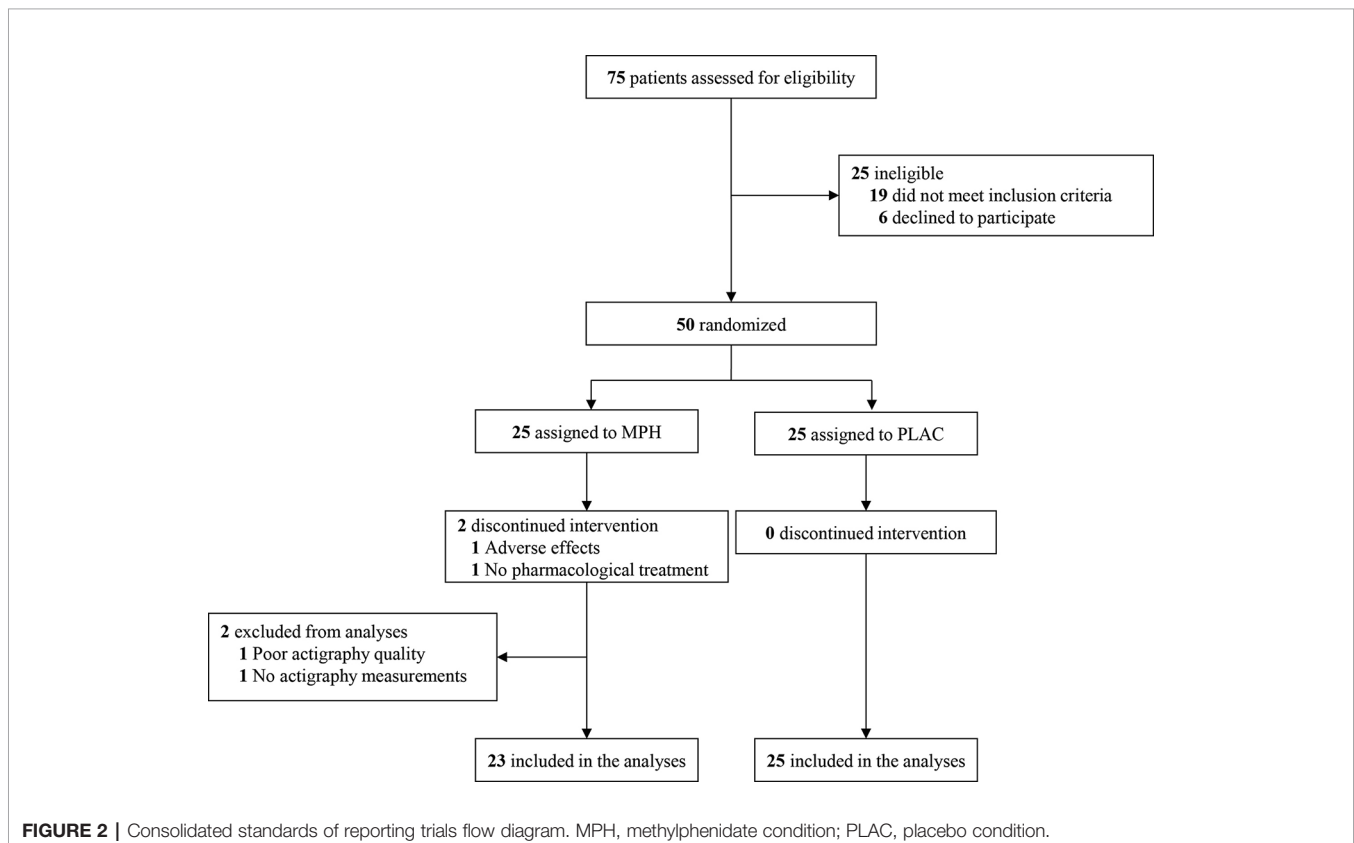 75 patients assessed for eligibility
25 ineligible
19 did not meet inclusion criteria
6 declined to participate
50 randomized
25 assigned to MPH
25 assigned to PLAC
2 discontinued intervention
1 Adverse effects
1 No pharmacological treatment
0 discontinued intervention
2 excluded from analyses
1 Poor actigraphy quality
1 No actigraphy measurements
23 included in the analyses
25 included in the analyses
FIGURE 2 | Consolidated standards of reporting trials flow diagram. MPH, methylphenidate condition; PLAC, placebo condition.